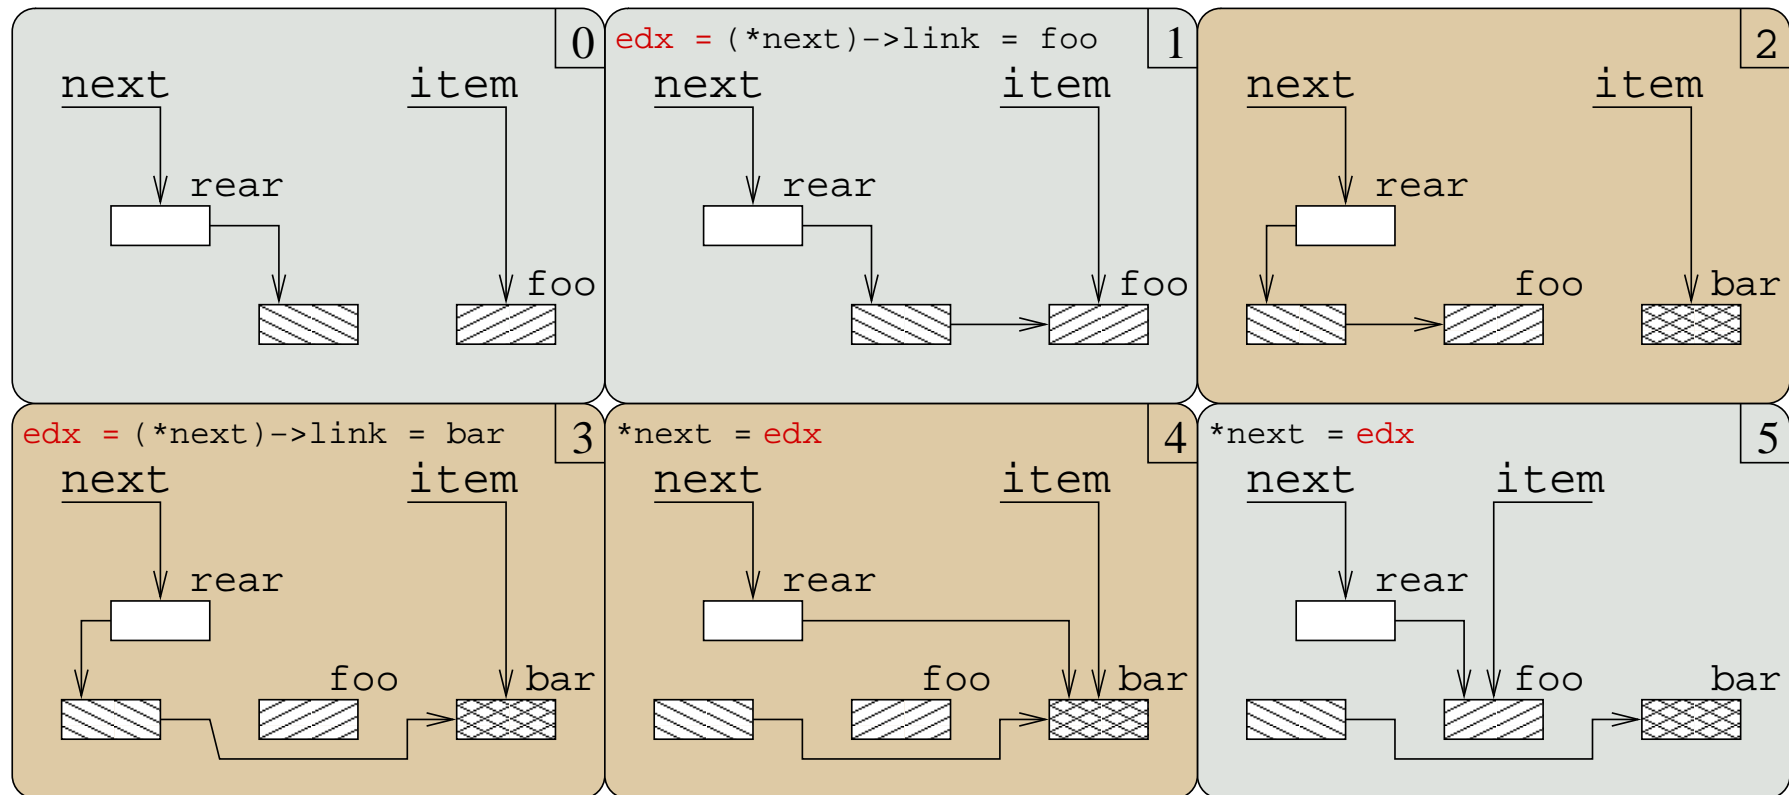 0
next item
rear
foo
edx = (*next)->link = foo 1
next item
rear
foo
2
next item
rear
foo bar
edx = (*next)->link = bar 3
next item
rear
foo bar
*next = edx 4
next item
rear
foo bar
*next = edx 5
next item
rear
foo bar